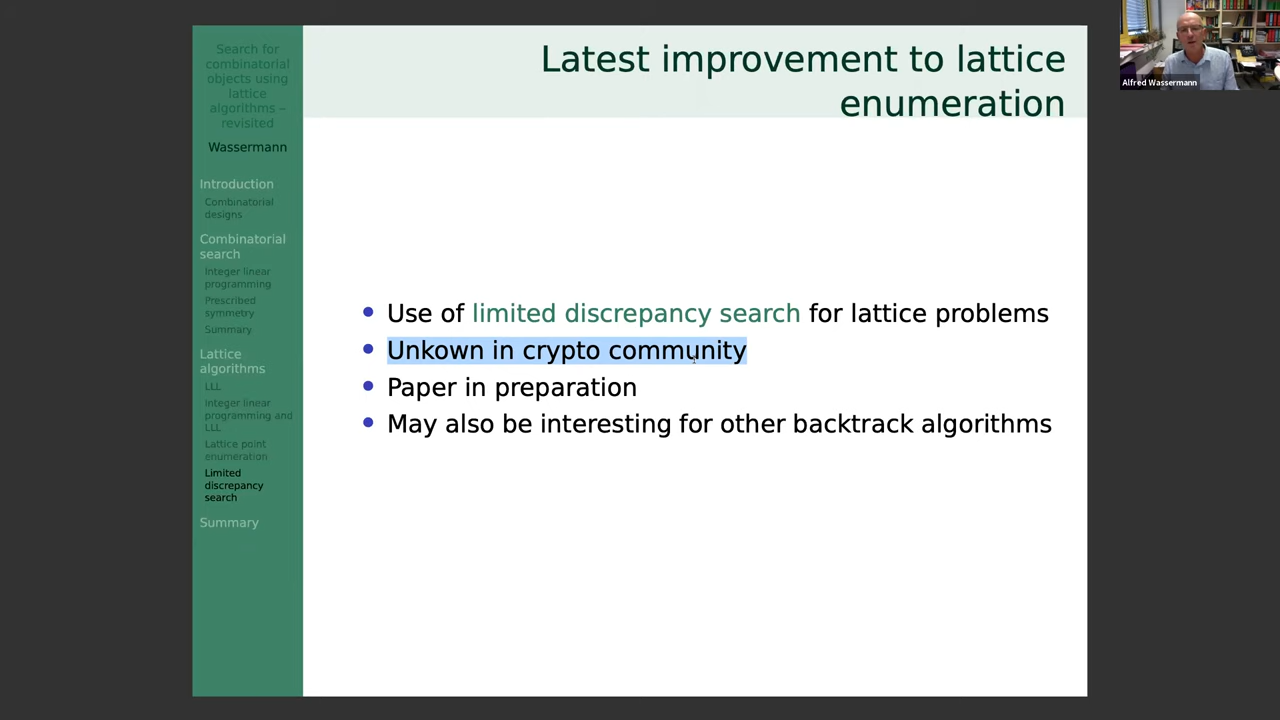 Search for
combinatorial
objects using
lattice
algorithms –
revisited
Wassermann
Introduction
Combinatorial
designs
Combinatorial
search
Integer linear
programming
Prescribed
symmetry
Summary
Lattice
algorithms
LLL
Integer linear
programming and
LLL
Lattice point
enumeration
Limited
discrepancy
search
Summary
Latest improvement to lattice
enumeration
Use of limited discrepancy search for lattice problems
Unkown in crypto community
Paper in preparation
May also be interesting for other backtrack algorithms
Alfred Wassermann